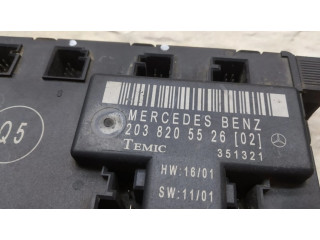 MERCEDES BENZ
203 820 55 26 [02]
TEMIC 351321
HW:16/01
SW:11/01
Q5